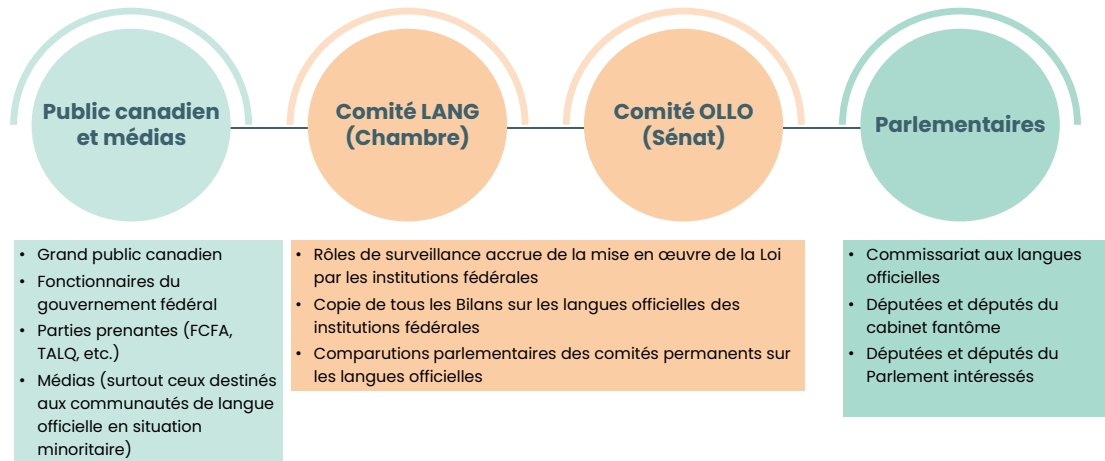 Public canadien
et médias
Comité LANG
(Chambre)
Comité OLLO
(Sénat)
Parlementaires
• Grand public canadien
• Fonctionnaires du
gouvernement fédéral
• Parties prenantes (FCFA,
TALQ, etc.)
• Médias (surtout ceux destinés
aux communautés de langue
officielle en situation
minoritaire)
• Rôles de surveillance accrue de la mise en œuvre de la Loi
par les institutions fédérales
• Copie de tous les Bilans sur les langues officielles des
institutions fédérales
• Comparutions parlementaires des comités permanents sur
les langues officielles
• Commissariat aux langues
officielles
• Députées et députés du
cabinet fantôme
• Députées et députés du
Parlement intéressés